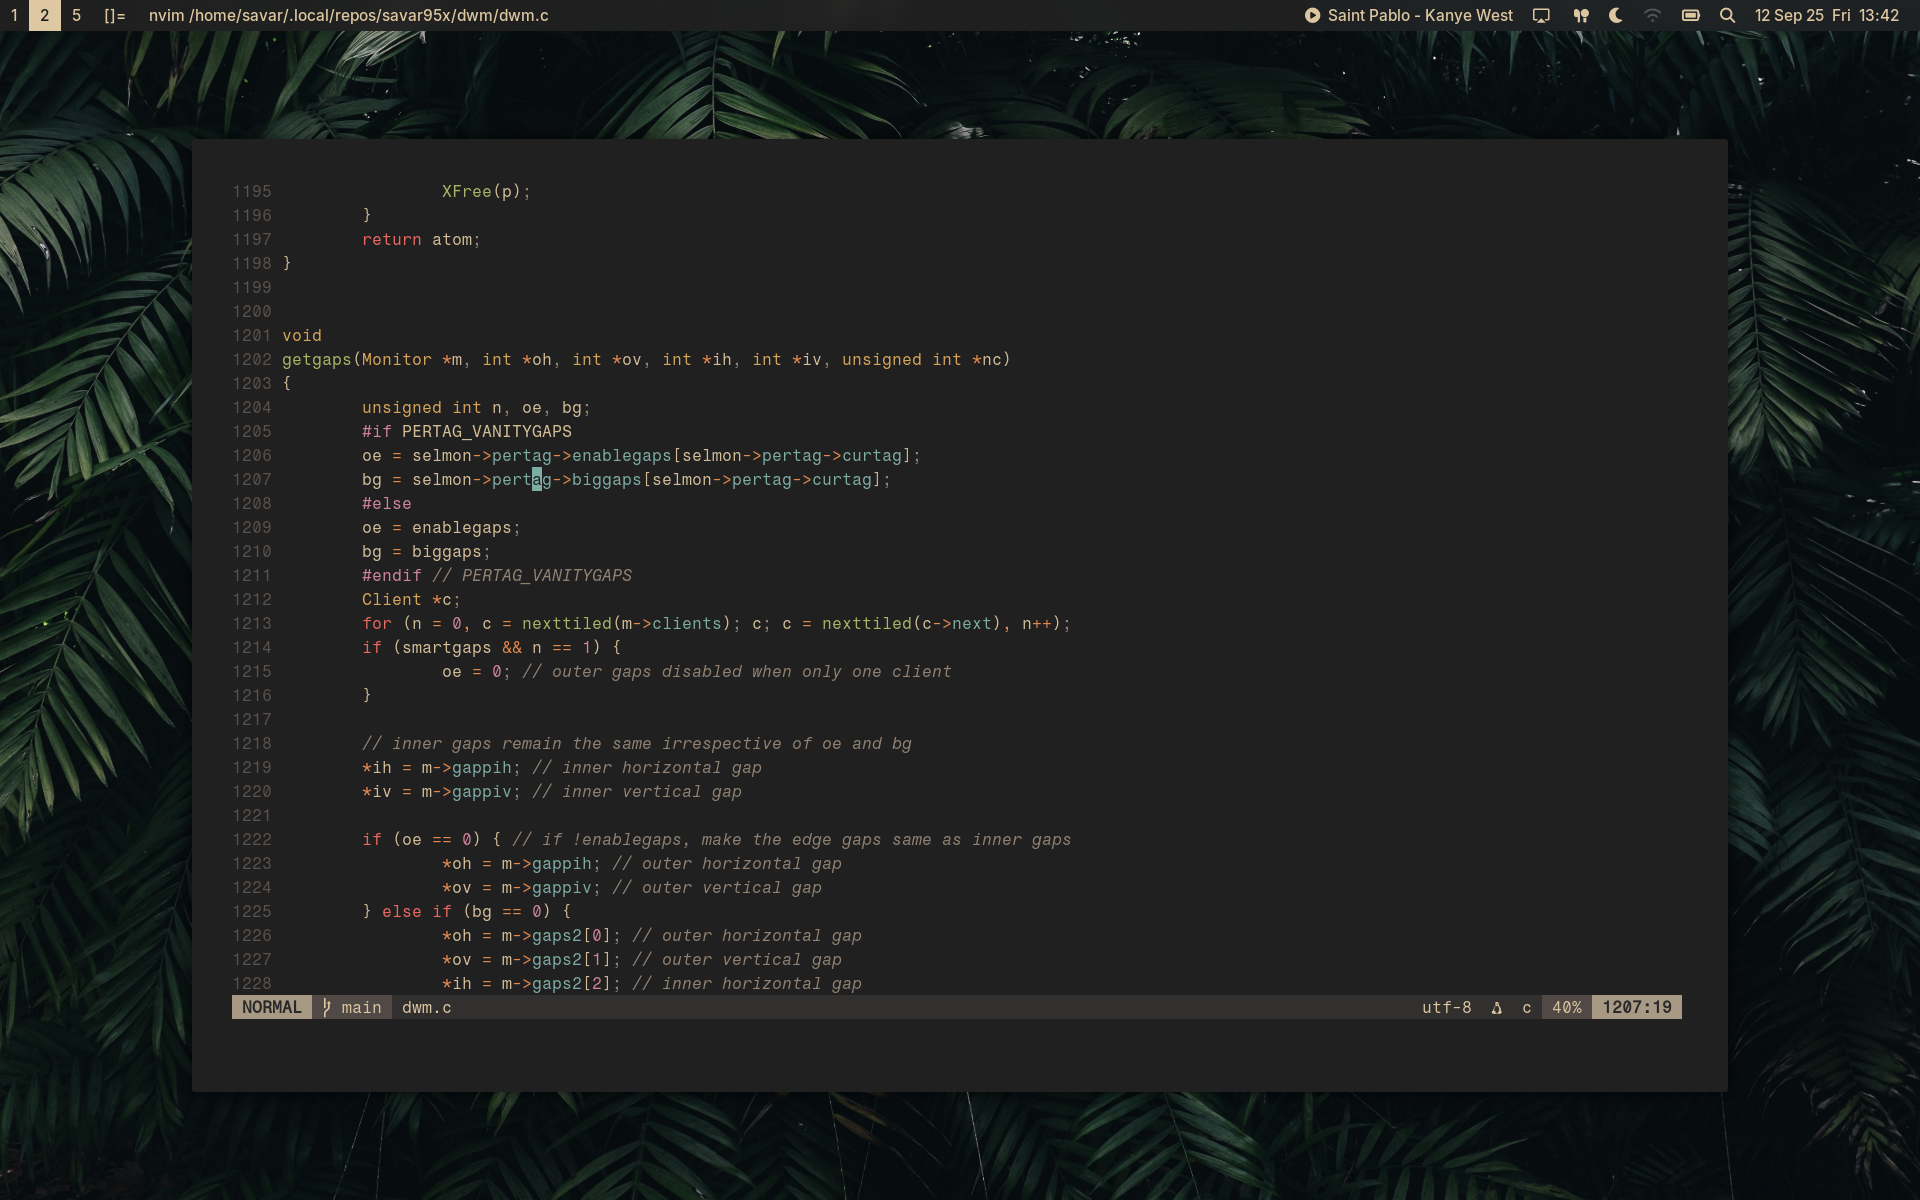 1 2 5 []= nvim /home/savar/.local/repos/savar95x/dwm/dwm.c Saint Pablo - Kanye West 12 Sep 25 Fri 13:42
1195 XFree(p);
1196 }
1197 return atom;
1198 }
1199
1200
1201 void
1202 getgaps(Monitor *m, int *oh, int *ov, int *ih, int *iv, unsigned int *nc)
1203 {
1204 unsigned int n, oe, bg;
1205 #if PERTAG_VANITYGAPS
1206 oe = selmon->pertag->enablegaps[selmon->pertag->curtag];
1207 bg = selmon->pertag->biggaps[selmon->pertag->curtag];
1208 #else
1209 oe = enablegaps;
1210 bg = biggaps;
1211 #endif // PERTAG_VANITYGAPS
1212 Client *c;
1213 for (n = 0, c = nexttiled(m->clients); c; c = nexttiled(c->next), n++);
1214 if (smartgaps && n == 1) {
1215 oe = 0; // outer gaps disabled when only one client
1216 }
1217
1218 // inner gaps remain the same irrespective of oe and bg
1219 *ih = m->gappih; // inner horizontal gap
1220 *iv = m->gappiv; // inner vertical gap
1221
1222 if (oe == 0) { // if !enablegaps, make the edge gaps same as inner gaps
1223 *oh = m->gappih; // outer horizontal gap
1224 *ov = m->gappiv; // outer vertical gap
1225 } else if (bg == 0) {
1226 *oh = m->gaps2[0]; // outer horizontal gap
1227 *ov = m->gaps2[1]; // outer vertical gap
1228 *ih = m->gaps2[2]; // inner horizontal gap
NORMAL main dwm.c utf-8 c 40% 1207:19